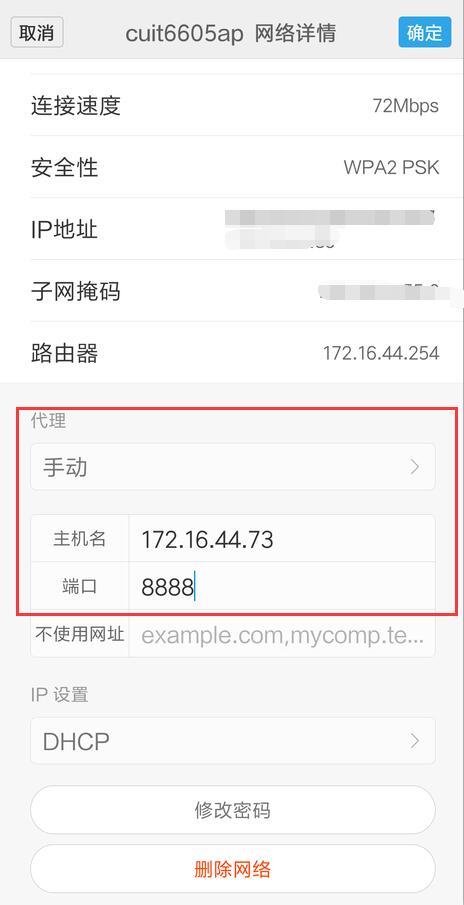 取消 cuit6605ap 网络详情 确定
连接速度 72Mbps
安全性 WPA2 PSK
IP地址
子网掩码
路由器 172.16.44.254
代理
手动
主机名 172.16.44.73
端口 8888
不使用网址 example.com,mycomp.te...
IP 设置
DHCP
修改密码
删除网络